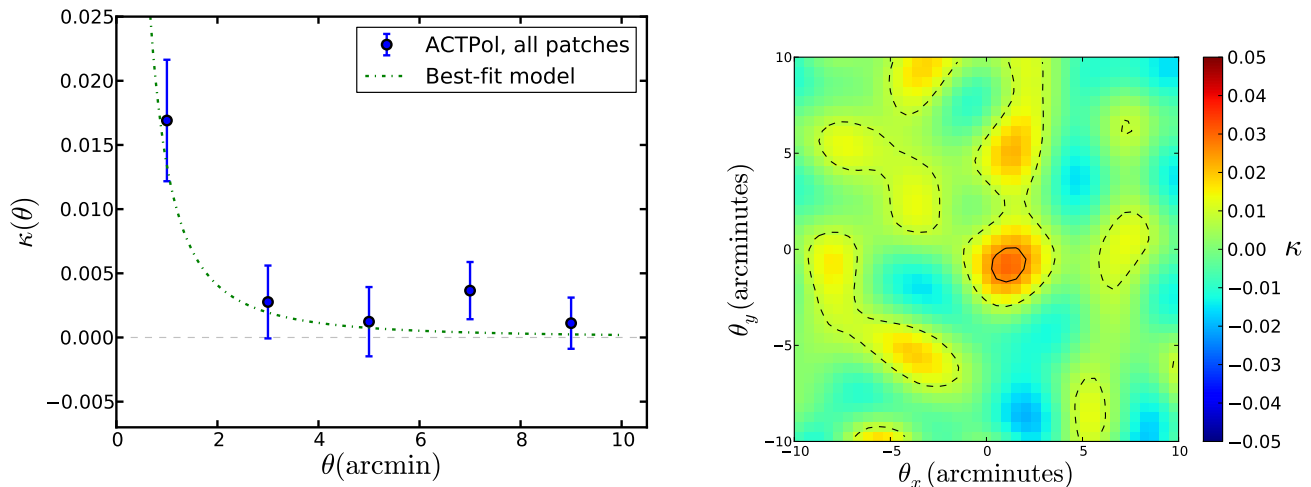 0.025
0.020
0.015
0.010
0.005
0.000
−0.005
κ(θ)
ACTPol, all patches
Best-fit model
0 2 4 6 8 10
θ(arcmin)
10
5
0
−5
−10
θy (arcminutes)
−10 −5 0 5 10
θx (arcminutes)
0.05
0.04
0.03
0.02
0.01
0.00
−0.01
−0.02
−0.03
−0.04
−0.05
κ